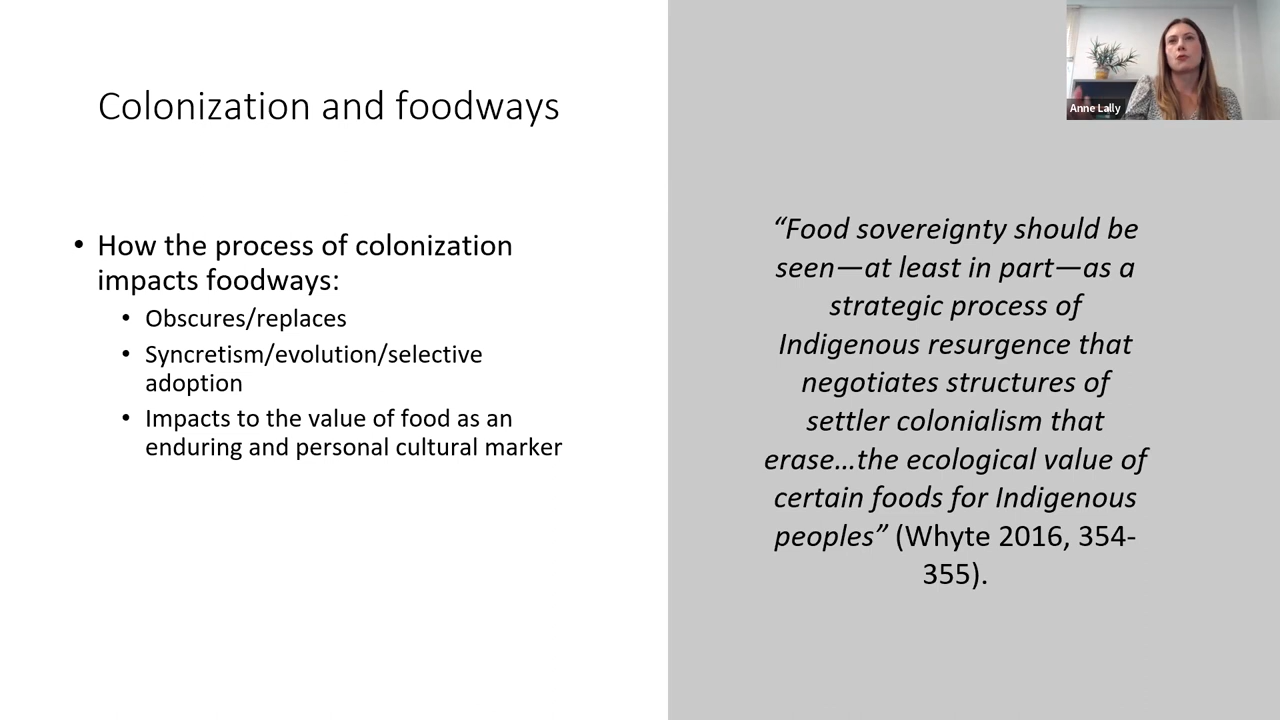 Colonization and foodways
• How the process of colonization
impacts foodways:
• Obscures/replaces
• Syncretism/evolution/selective
adoption
• Impacts to the value of food as an
enduring and personal cultural marker
“Food sovereignty should be
seen—at least in part—as a
strategic process of
Indigenous resurgence that
negotiates structures of
settler colonialism that
erase…the ecological value of
certain foods for Indigenous
peoples” (Whyte 2016, 354-
355).
Anne Lally